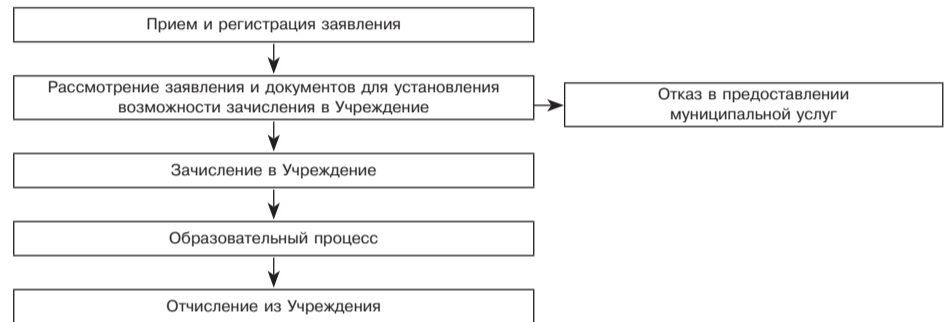 Прием и регистрация заявления
Рассмотрение заявления и документов для установления
возможности зачисления в Учреждение
Отказ в предоставлении
муниципальной услуг
Зачисление в Учреждение
Образовательный процесс
Отчисление из Учреждения